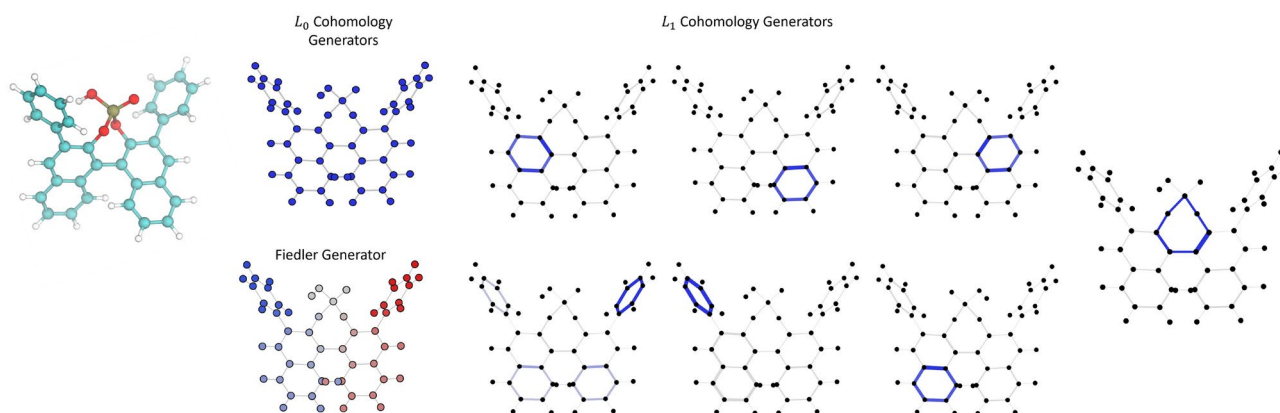 L₀ Cohomology
Generators
L₁ Cohomology Generators
Fiedler Generator